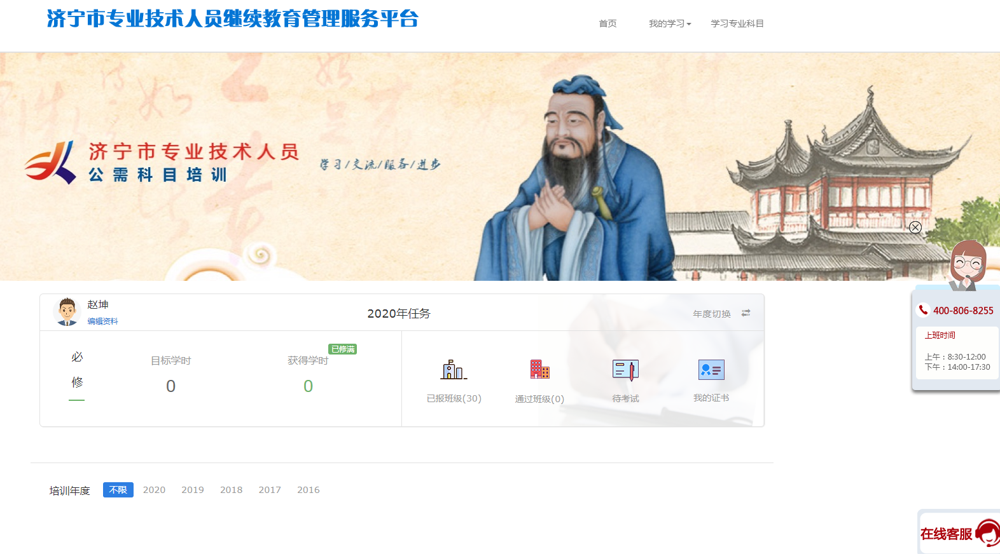 济宁市专业技术人员继续教育管理服务平台
首页 我的学习 学习专业科目
济宁市专业技术人员
公需科目培训
学习/交流/服务/进步
赵坤
编辑资料
2020年任务
年度切换
必修
目标学时
0
获得学时
已修满
0
已报班级(30)
通过班级(0)
待考试
我的证书
400-806-8255
上班时间
上午：8:30-12:00
下午：14:00-17:30
培训年度 不限 2020 2019 2018 2017 2016
在线客服